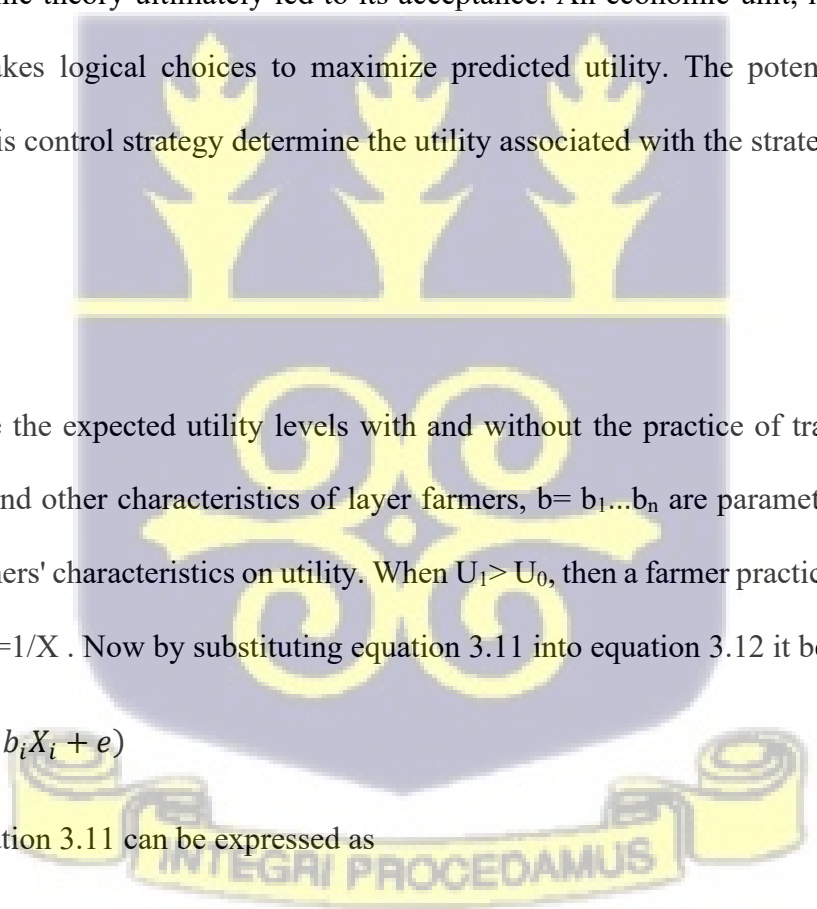 theory ultimately led to its acceptance. An economic unit,
akes logical choices to maximize predicted utility. The poten
is control strategy determine the utility associated with the strate
the expected utility levels with and without the practice of tra
nd other characteristics of layer farmers, b= b₁...bₙ are paramet
ners' characteristics on utility. When U₁> U₀, then a farmer practic
=1/X . Now by substituting equation 3.11 into equation 3.12 it be
bᵢXᵢ + e)
tion 3.11 can be expressed as
INTEGRI PROCEDAMUS